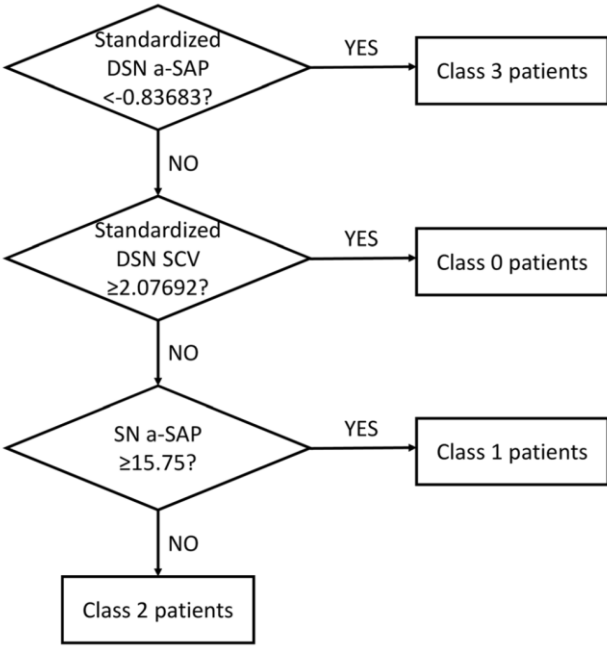 Standardized
DSN a-SAP
<-0.83683?
YES
Class 3 patients
NO
Standardized
DSN SCV
≥2.07692?
YES
Class 0 patients
NO
SN a-SAP
≥15.75?
YES
Class 1 patients
NO
Class 2 patients